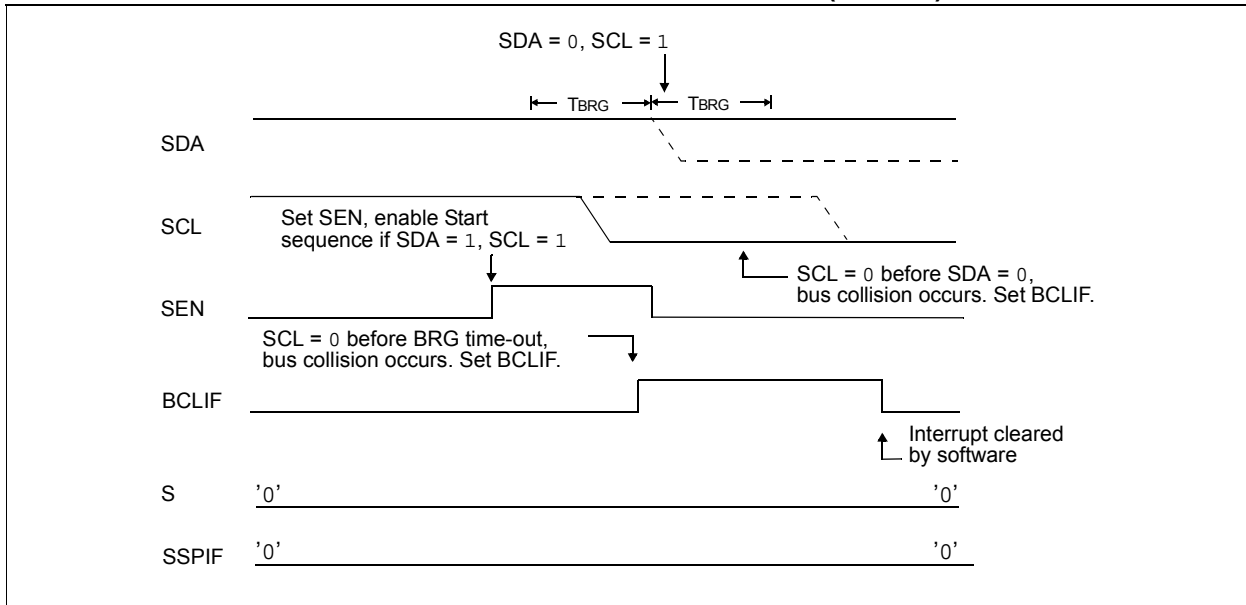 SDA = 0, SCL = 1
TBRG TBRG
SDA
SCL
Set SEN, enable Start
sequence if SDA = 1, SCL = 1
SCL = 0 before SDA = 0,
bus collision occurs. Set BCLIF.
SEN
SCL = 0 before BRG time-out,
bus collision occurs. Set BCLIF.
BCLIF
Interrupt cleared
by software
S '0' '0'
SSPIF '0' '0'